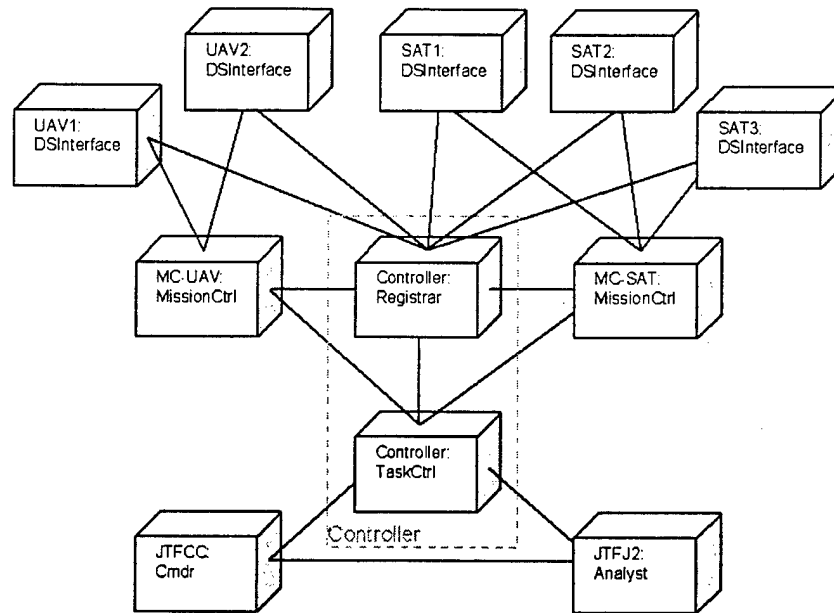 UAV2:
DSInterface
SAT1:
DSInterface
SAT2:
DSInterface
UAV1:
DSInterface
SAT3:
DSInterface
MC-UAV:
MissionCtrl
Controller:
Registrar
MC-SAT:
MissionCtrl
Controller:
TaskCtrl
Controller
JTFCC:
Cmdr
JTFJ2:
Analyst